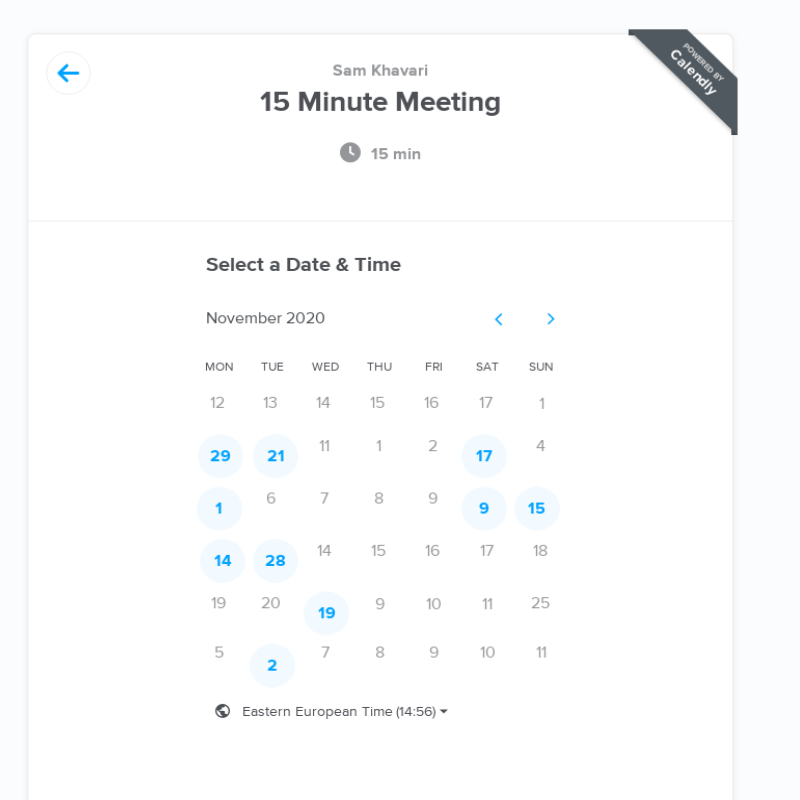 POWERED BY
Calendly
Sam Khavari
15 Minute Meeting
15 min
Select a Date & Time
November 2020
MON TUE WED THU FRI SAT SUN
12 13 14 15 16 17 1
29 21 11 1 2 17 4
1 6 7 8 9 9 15
14 28 14 15 16 17 18
19 20 19 9 10 11 25
5 2 7 8 9 10 11
Eastern European Time (14:56)